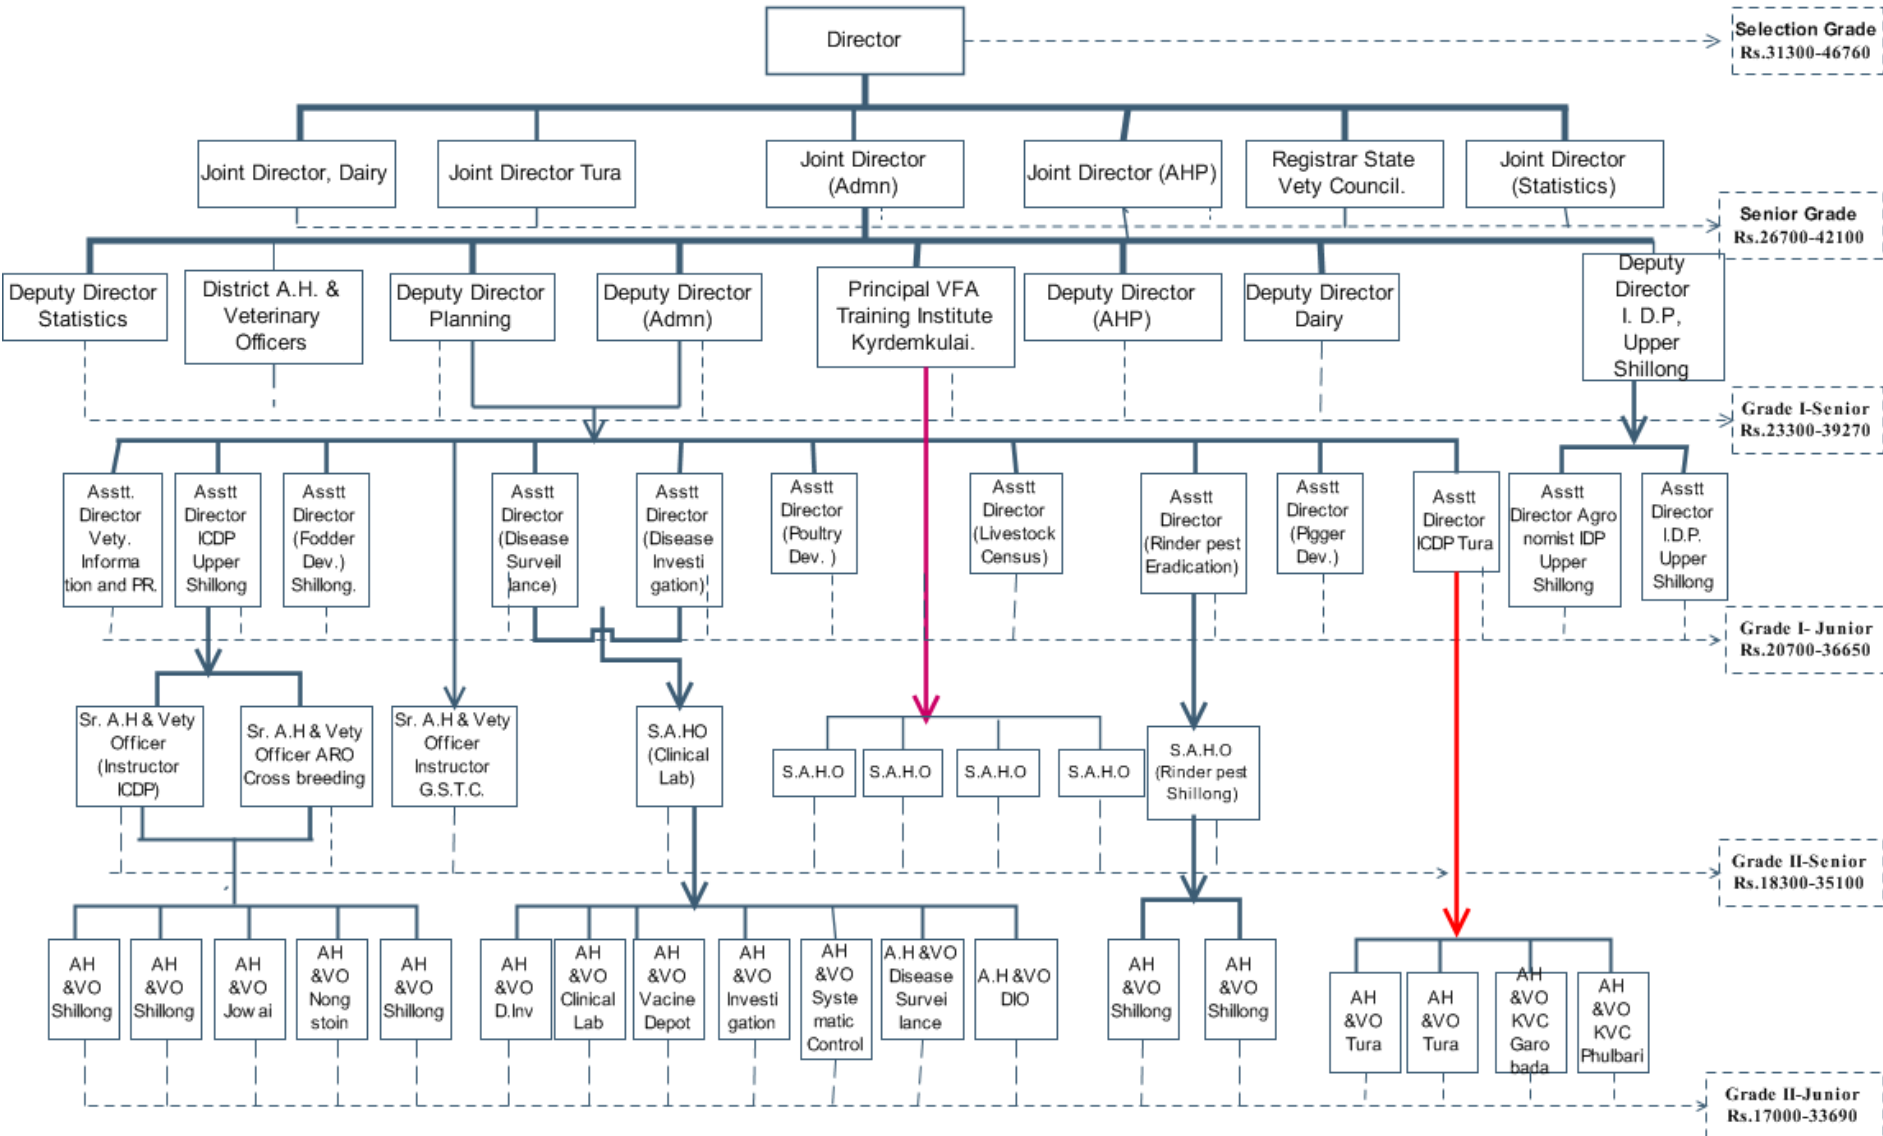 Director
Selection Grade
Rs.31300-46760
Joint Director, Dairy
Joint Director Tura
Joint Director
(Admn)
Joint Director (AHP)
Registrar State
Vety Council.
Joint Director
(Statistics)
Senior Grade
Rs.26700-42100
Deputy Director
Statistics
District A.H. &
Veterinary
Officers
Deputy Director
Planning
Deputy Director
(Admn)
Principal VFA
Training Institute
Kyrdemkulai.
Deputy Director
(AHP)
Deputy Director
Dairy
Deputy
Director
I. D.P,
Upper
Shillong
Grade I-Senior
Rs.23300-39270
Asstt.
Director
Vety.
Informa
tion and PR.
Asstt
Director
ICDP
Upper
Shillong
Asstt
Director
(Fodder
Dev.)
Shillong.
Asstt
Director
(Disease
Surveil
lance)
Asstt
Director
(Disease
Investi
gation)
Asstt
Director
(Poultry
Dev. )
Asstt
Director
(Livestock
Census)
Asstt
Director
(Rinder pest
Eradication)
Asstt
Director
(Pigger
Dev.)
Asstt
Director
ICDP Tura
Asstt
Director Agro
nomist IDP
Upper
Shillong
Asstt
Director
I.D.P.
Upper
Shillong
Grade I- Junior
Rs.20700-36650
Sr. A.H & Vety
Officer
(Instructor
ICDP)
Sr. A.H & Vety
Officer ARO
Cross breeding
Sr. A.H & Vety
Officer
Instructor
G.S.T.C.
S.A.HO
(Clinical
Lab)
S.A.H.O
S.A.H.O
S.A.H.O
S.A.H.O
S.A.H.O
(Rinder pest
Shillong)
Grade II-Senior
Rs.18300-35100
AH
&VO
Shillong
AH
&VO
Shillong
AH
&VO
Jowai
AH
&VO
Nong
stoin
AH
&VO
Shillong
AH
&VO
D.Inv
AH
&VO
Clinical
Lab
AH
&VO
Vacine
Depot
AH
&VO
Investi
gation
AH
&VO
Syste
matic
Control
A.H &VO
Disease
Survei
lance
A.H &VO
DIO
AH
&VO
Shillong
AH
&VO
Shillong
AH
&VO
Tura
AH
&VO
Tura
AH
&VO
KVC
Garo
bada
AH
&VO
KVC
Phulbari
Grade II-Junior
Rs.17000-33690